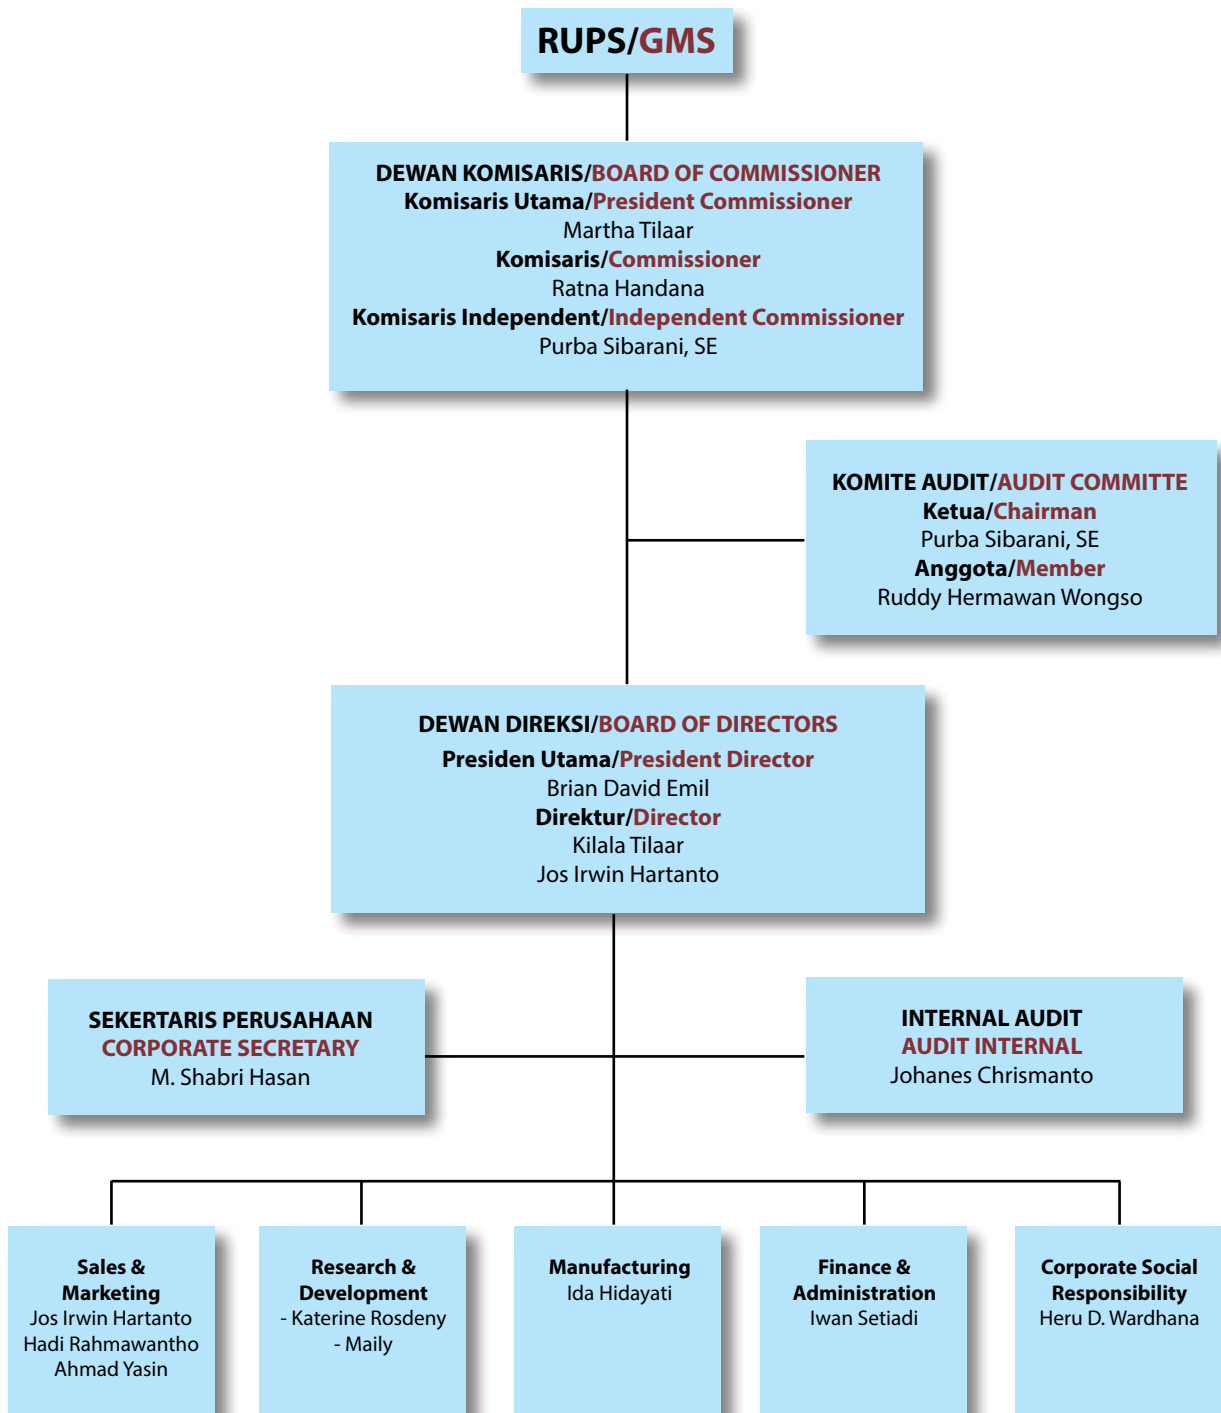 RUPS/GMS
DEWAN KOMISARIS/BOARD OF COMMISSIONER
Komisaris Utama/President Commissioner
Martha Tilaar
Komisaris/Commissioner
Ratna Handana
Komisaris Independent/Independent Commissioner
Purba Sibarani, SE
KOMITE AUDIT/AUDIT COMMITTE
Ketua/Chairman
Purba Sibarani, SE
Anggota/Member
Ruddy Hermawan Wongso
DEWAN DIREKSI/BOARD OF DIRECTORS
Presiden Utama/President Director
Brian David Emil
Direktur/Director
Kilala Tilaar
Jos Irwin Hartanto
SEKERTARIS PERUSAHAAN
CORPORATE SECRETARY
M. Shabri Hasan
INTERNAL AUDIT
AUDIT INTERNAL
Johanes Chrismanto
Sales &
Marketing
Jos Irwin Hartanto
Hadi Rahmawantho
Ahmad Yasin
Research &
Development
- Katerine Rosdeny
- Maily
Manufacturing
Ida Hidayati
Finance &
Administration
Iwan Setiadi
Corporate Social
Responsibility
Heru D. Wardhana